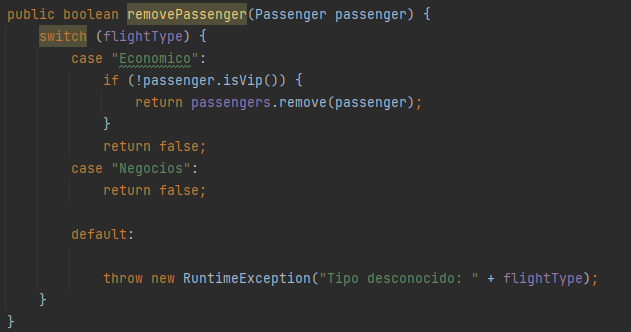 public boolean removePassenger(Passenger passenger) {
    switch (flightType) {
        case "Economico":
            if (!passenger.isVip()) {
                return passengers.remove(passenger);
            }
            return false;
        case "Negocios":
            return false;
        default:
            throw new RuntimeException("Tipo desconocido: " + flightType);
    }
}